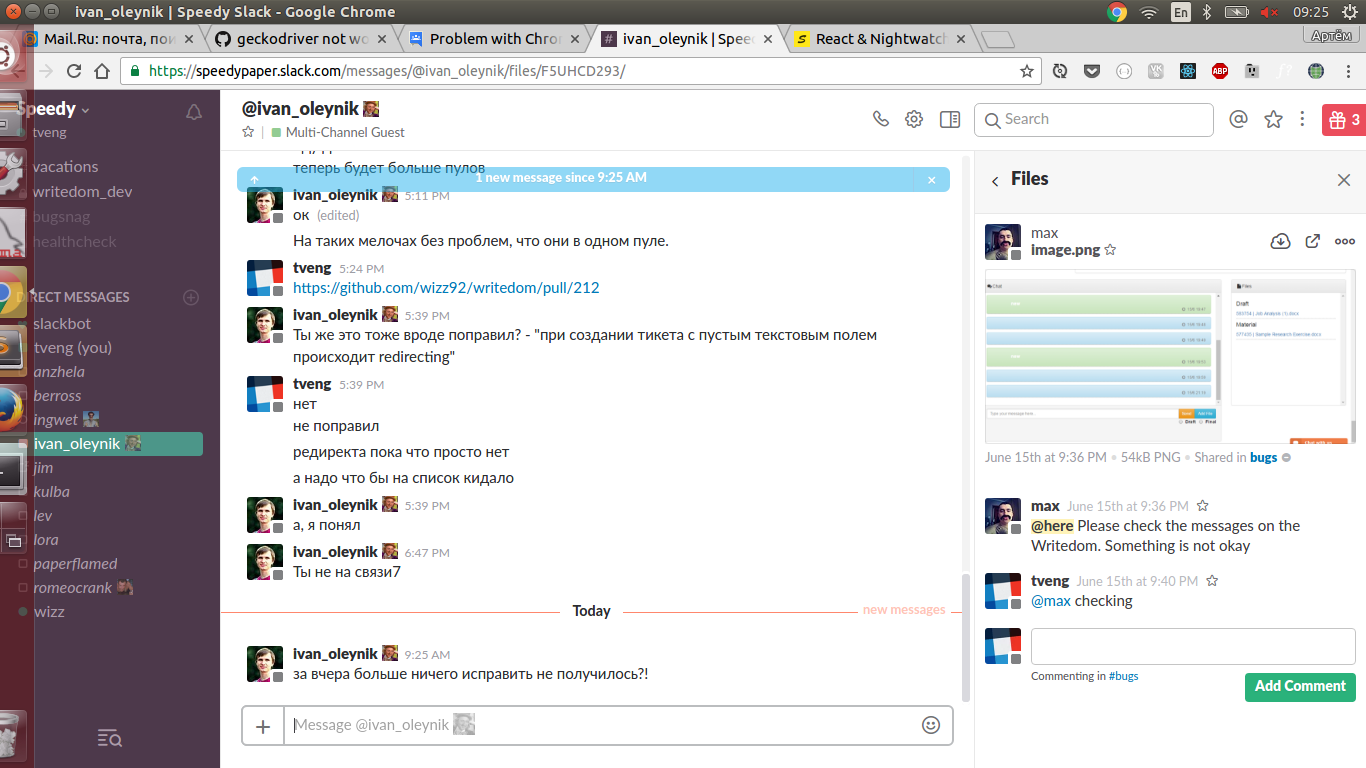 ivan_oleynik | Speedy Slack - Google Chrome
En
09:25
Mail.Ru: почта, пои
geckodriver not wo
Problem with Chro
ivan_oleynik | Spee
React & Nightwatch
Артём
https://speedypaper.slack.com/messages/@ivan_oleynik/files/F5UHCD293/
ABP
Speedy
tveng
vacations
writedom_dev
bugsnag
healthcheck
DIRECT MESSAGES
slackbot
tveng (you)
anzhela
berross
ingwet
ivan_oleynik
jim
kulba
lev
lora
paperflamed
romeocrank
wizz
@ivan_oleynik
Multi-Channel Guest
Search
3
теперь будет больше пулов
1 new message since 9:25 AM
ivan_oleynik 5:11 PM
ок (edited)
На таких мелочах без проблем, что они в одном пуле.
tveng 5:24 PM
https://github.com/wizz92/writedom/pull/212
ivan_oleynik 5:39 PM
Ты же это тоже вроде поправил? - "при создании тикета с пустым текстовым полем
происходит redirecting"
tveng 5:39 PM
нет
не поправил
редиректа пока что просто нет
а надо что бы на список кидало
ivan_oleynik 5:39 PM
а, я понял
ivan_oleynik 6:47 PM
Ты не на связи7
Today
new messages
ivan_oleynik 9:25 AM
за вчера больше ничего исправить не получилось?!
Message @ivan_oleynik
Files
max
image.png
Chat
Files
Draft
Material
Draft
Final
June 15th at 9:36 PM • 54kB PNG • Shared in bugs
max June 15th at 9:36 PM
@here Please check the messages on the
Writedom. Something is not okay
tveng June 15th at 9:40 PM
@max checking
Commenting in #bugs
Add Comment